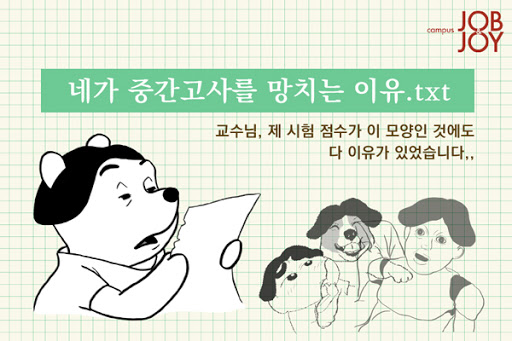 campus JOB
& JOY
네가 중간고사를 망치는 이유.txt
교수님, 제 시험 점수가 이 모양인 것에도
다 이유가 있었습니다,,